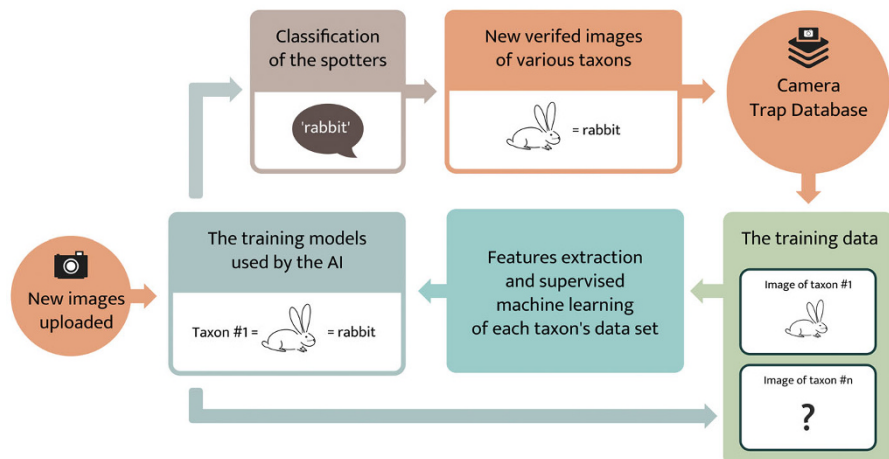 Classification
of the spotters
'rabbit'
New verifed images
of various taxons
= rabbit
Camera
Trap Database
New images
uploaded
The training models
used by the AI
Taxon #1 =
= rabbit
Features extraction
and supervised
machine learning
of each taxon's data set
The training data
Image of taxon #1
Image of taxon #n
?